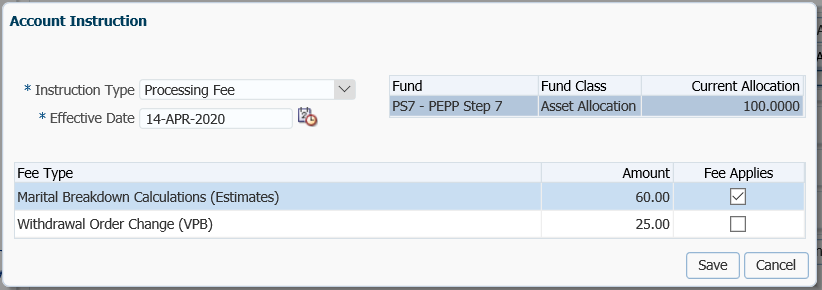 Account Instruction
* Instruction Type Processing Fee
* Effective Date 14-APR-2020
Fund Fund Class Current Allocation
PS7 - PEPP Step 7 Asset Allocation 100.0000
Fee Type Amount Fee Applies
Marital Breakdown Calculations (Estimates) 60.00
Withdrawal Order Change (VPB) 25.00
Save Cancel